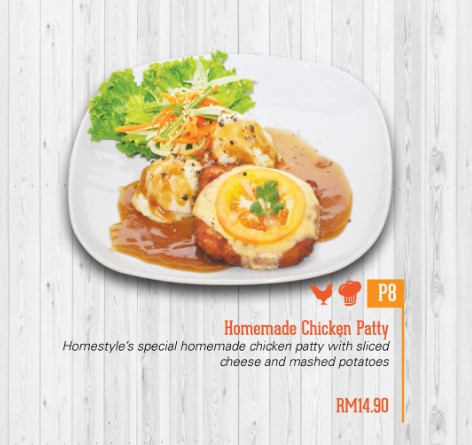 P8
Homemade Chicken Patty
Homestyle's special homemade chicken patty with sliced
cheese and mashed potatoes
RM14.90